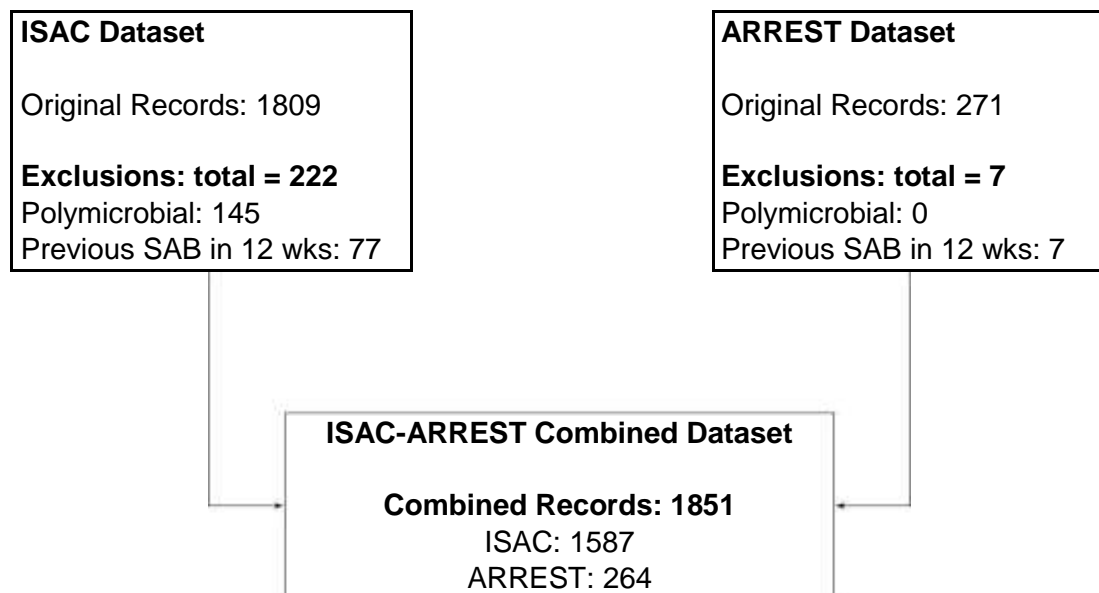 ISAC Dataset
Original Records: 1809
Exclusions: total = 222
Polymicrobial: 145
Previous SAB in 12 wks: 77
ARREST Dataset
Original Records: 271
Exclusions: total = 7
Polymicrobial: 0
Previous SAB in 12 wks: 7
ISAC-ARREST Combined Dataset
Combined Records: 1851
ISAC: 1587
ARREST: 264